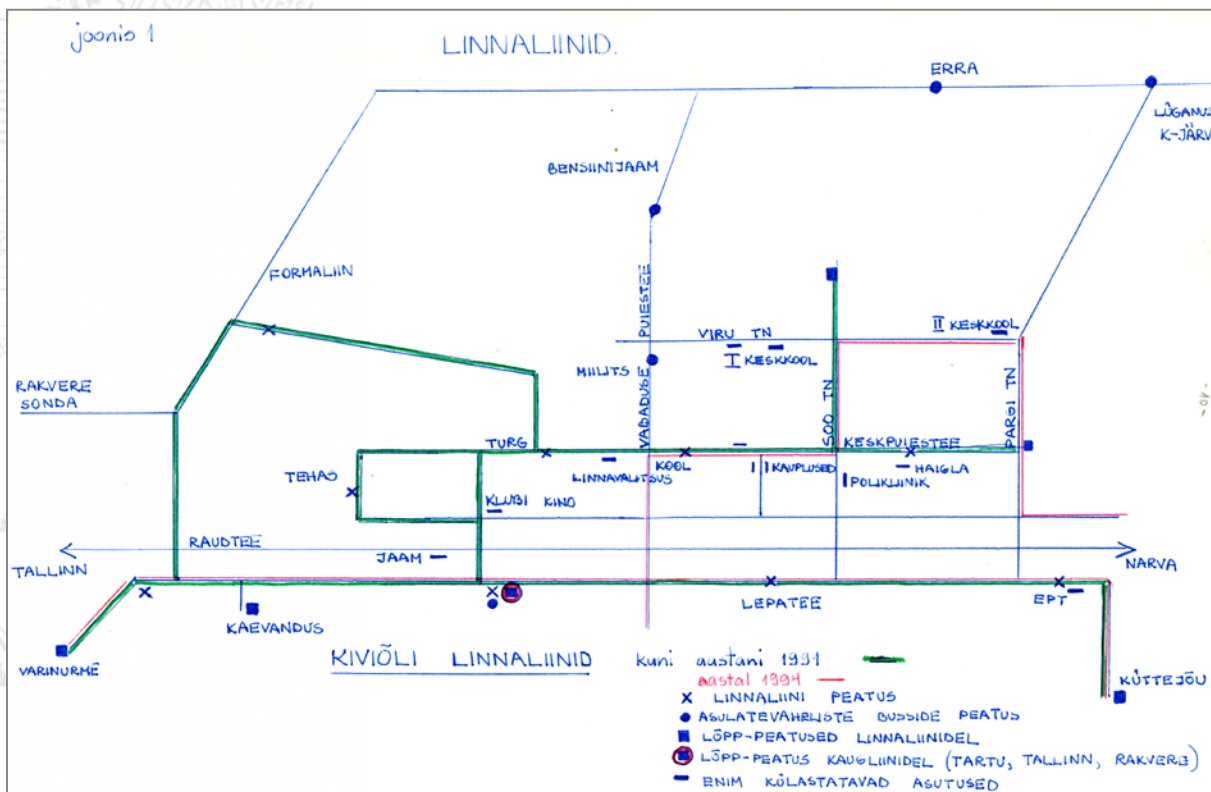 joonis 1
LINNALIINID.
ERRA
LÜGANUS
K-JÄRV
BENSIINIJAAM
FORMALIIN
VABADUSE PUIESTEE
VIRU TN
II KESKKOOL
I KESKKOOL
MIILITS
SOO TN
PARGI TN
RAKVERE
SONDA
-10-
TURG
KESKPUIESTEE
TEHAS
LINNAVALITSUS
KOOL
KAUPLUSED
HAIGLA
POLIKLIINIK
KLUBI KINO
RAUDTEE
JAAM
TALLINN
NARVA
LEPATEE
EPT
KAEVANDUS
VARINURME
KÜTTEJÕU
KIVIÕLI LINNALIINID kuni aastani 1991
aastal 1994
LINNALIINI PEATUS
ASULATEVAHELISTE BUSSIDE PEATUS
LÕPP-PEATUSED LINNALIINIDEL
LÕPP-PEATUS KAUGLIINIDEL (TARTU, TALLINN, RAKVERE)
ENIM KÜLASTATAVAD ASUTUSED